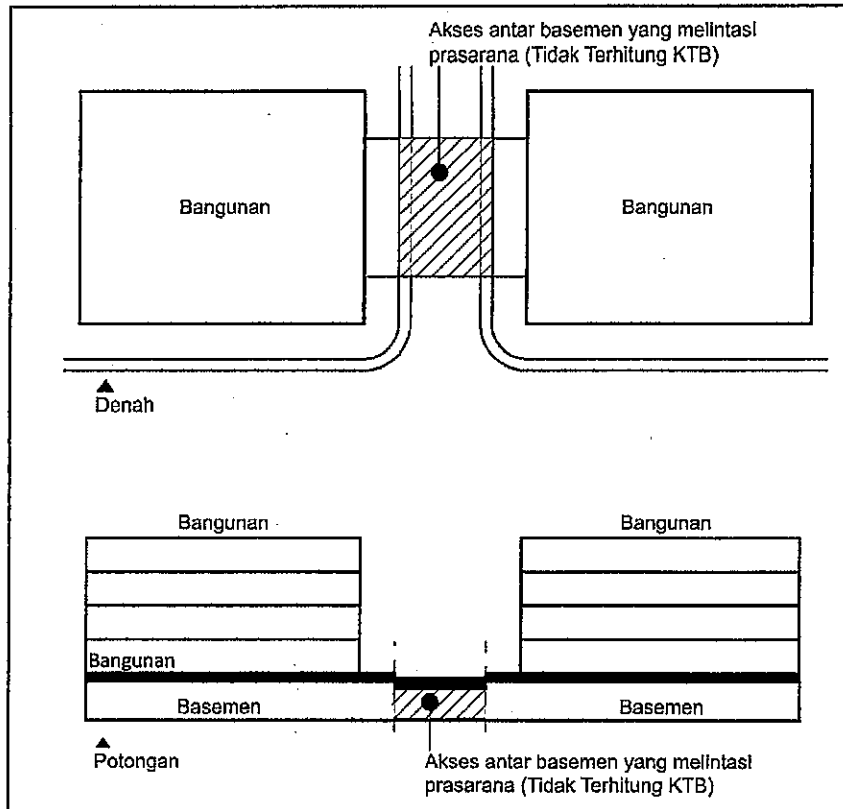 Akses antar basemen yang melintasi
prasarana (Tidak Terhitung KTB)
Bangunan
Bangunan
Denah
Bangunan
Bangunan
Bangunan
Basemen
Basemen
Potongan
Akses antar basemen yang melintasi
prasarana (Tidak Terhitung KTB)